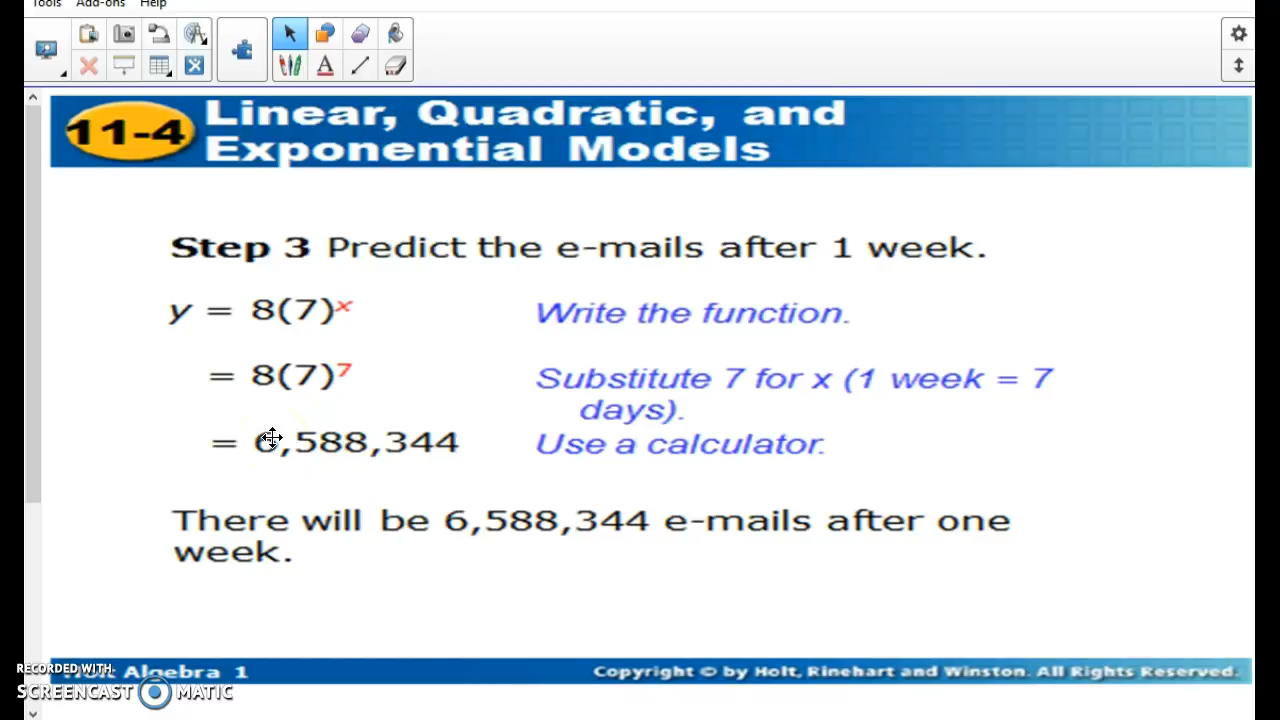 Tools Add-ons Help
11-4
Linear, Quadratic, and
Exponential Models
Step 3 Predict the e-mails after 1 week.
y = 8(7)ˣ Write the function.
= 8(7)⁷ Substitute 7 for x (1 week = 7
days).
= 6,588,344 Use a calculator.
There will be 6,588,344 e-mails after one
week.
RECORDED WITH
SCREENCAST MATIC
Holt Algebra 1
Copyright © by Holt, Rinehart and Winston. All Rights Reserved.